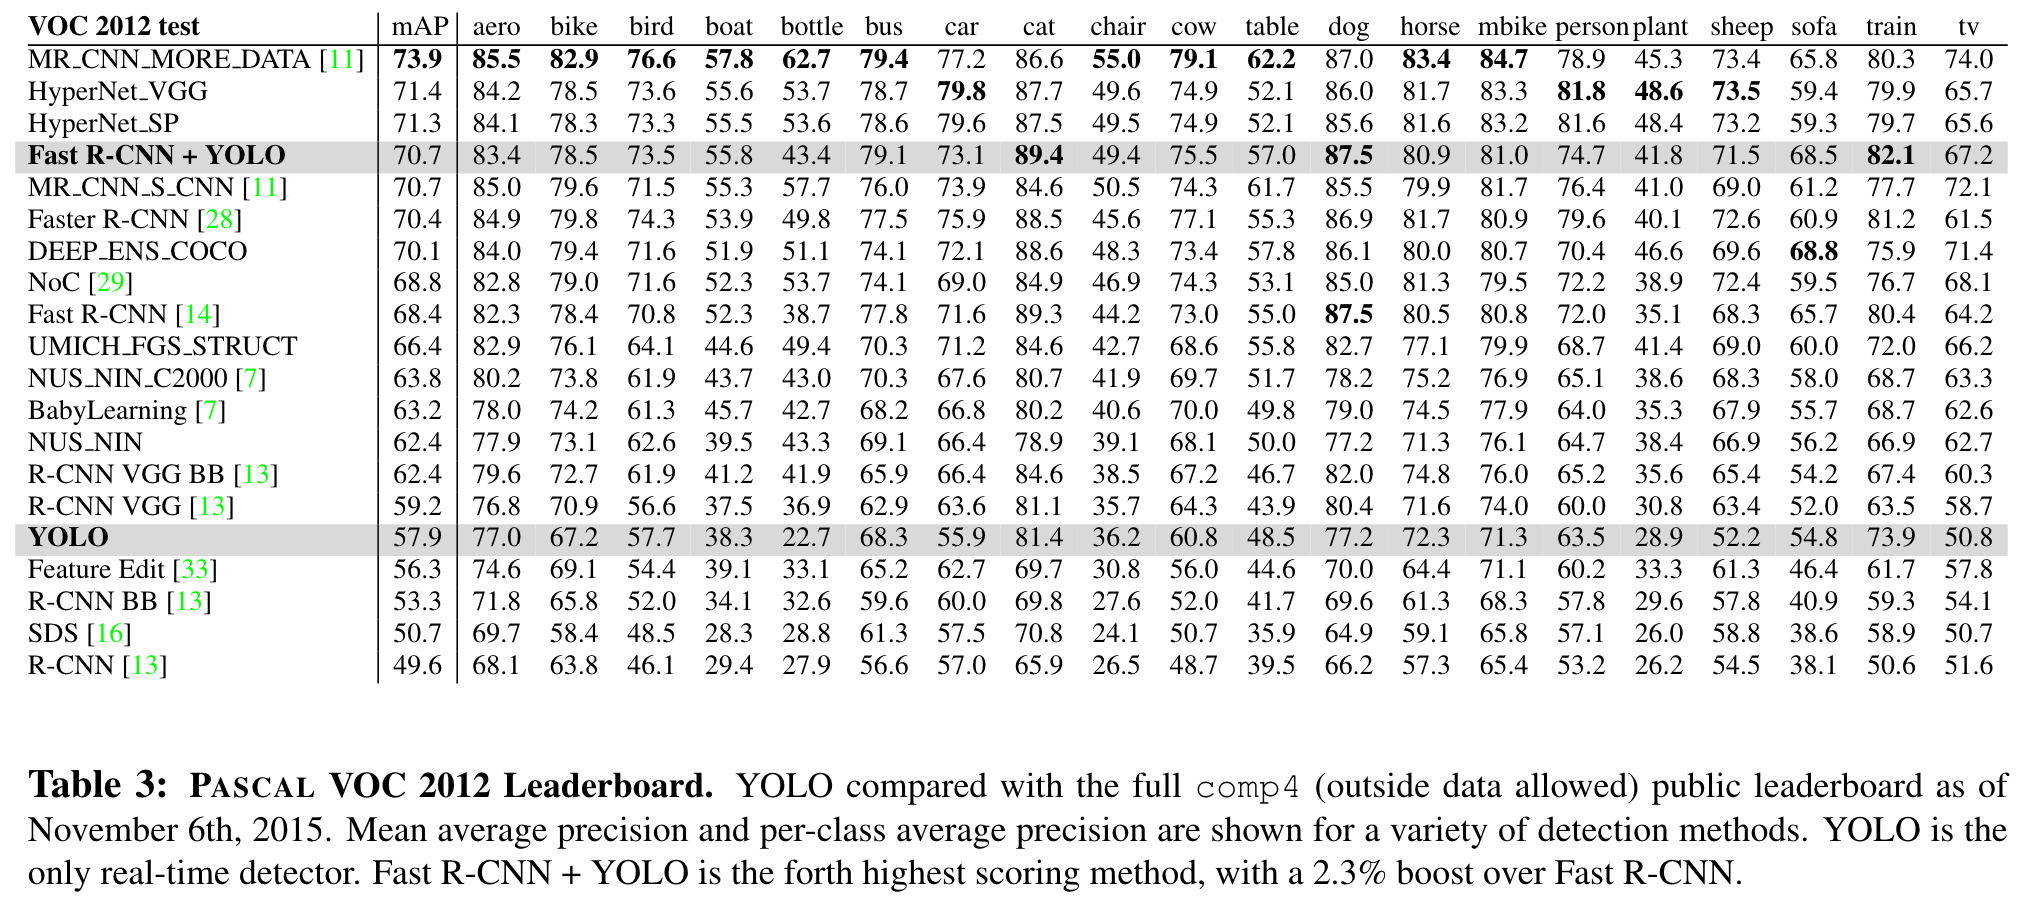 VOC 2012 test mAP aero bike bird boat bottle bus car cat chair cow table dog horse mbike person plant sheep sofa train tv
MR_CNN_MORE_DATA [11] 73.9 85.5 82.9 76.6 57.8 62.7 79.4 77.2 86.6 55.0 79.1 62.2 87.0 83.4 84.7 78.9 45.3 73.4 65.8 80.3 74.0
HyperNet_VGG 71.4 84.2 78.5 73.6 55.6 53.7 78.7 79.8 87.7 49.6 74.9 52.1 86.0 81.7 83.3 81.8 48.6 73.5 59.4 79.9 65.7
HyperNet_SP 71.3 84.1 78.3 73.3 55.5 53.6 78.6 79.6 87.5 49.5 74.9 52.1 85.6 81.6 83.2 81.6 48.4 73.2 59.3 79.7 65.6
Fast R-CNN + YOLO 70.7 83.4 78.5 73.5 55.8 43.4 79.1 73.1 89.4 49.4 75.5 57.0 87.5 80.9 81.0 74.7 41.8 71.5 68.5 82.1 67.2
MR_CNN_S_CNN [11] 70.7 85.0 79.6 71.5 55.3 57.7 76.0 73.9 84.6 50.5 74.3 61.7 85.5 79.9 81.7 76.4 41.0 69.0 61.2 77.7 72.1
Faster R-CNN [28] 70.4 84.9 79.8 74.3 53.9 49.8 77.5 75.9 88.5 45.6 77.1 55.3 86.9 81.7 80.9 79.6 40.1 72.6 60.9 81.2 61.5
DEEP_ENS_COCO 70.1 84.0 79.4 71.6 51.9 51.1 74.1 72.1 88.6 48.3 73.4 57.8 86.1 80.0 80.7 70.4 46.6 69.6 68.8 75.9 71.4
NoC [29] 68.8 82.8 79.0 71.6 52.3 53.7 74.1 69.0 84.9 46.9 74.3 53.1 85.0 81.3 79.5 72.2 38.9 72.4 59.5 76.7 68.1
Fast R-CNN [14] 68.4 82.3 78.4 70.8 52.3 38.7 77.8 71.6 89.3 44.2 73.0 55.0 87.5 80.5 80.8 72.0 35.1 68.3 65.7 80.4 64.2
UMICH_FGS_STRUCT 66.4 82.9 76.1 64.1 44.6 49.4 70.3 71.2 84.6 42.7 68.6 55.8 82.7 77.1 79.9 68.7 41.4 69.0 60.0 72.0 66.2
NUS_NIN_C2000 [7] 63.8 80.2 73.8 61.9 43.7 43.0 70.3 67.6 80.7 41.9 69.7 51.7 78.2 75.2 76.9 65.1 38.6 68.3 58.0 68.7 63.3
BabyLearning [7] 63.2 78.0 74.2 61.3 45.7 42.7 68.2 66.8 80.2 40.6 70.0 49.8 79.0 74.5 77.9 64.0 35.3 67.9 55.7 68.7 62.6
NUS_NIN 62.4 77.9 73.1 62.6 39.5 43.3 69.1 66.4 78.9 39.1 68.1 50.0 77.2 71.3 76.1 64.7 38.4 66.9 56.2 66.9 62.7
R-CNN VGG BB [13] 62.4 79.6 72.7 61.9 41.2 41.9 65.9 66.4 84.6 38.5 67.2 46.7 82.0 74.8 76.0 65.2 35.6 65.4 54.2 67.4 60.3
R-CNN VGG [13] 59.2 76.8 70.9 56.6 37.5 36.9 62.9 63.6 81.1 35.7 64.3 43.9 80.4 71.6 74.0 60.0 30.8 63.4 52.0 63.5 58.7
YOLO 57.9 77.0 67.2 57.7 38.3 22.7 68.3 55.9 81.4 36.2 60.8 48.5 77.2 72.3 71.3 63.5 28.9 52.2 54.8 73.9 50.8
Feature Edit [33] 56.3 74.6 69.1 54.4 39.1 33.1 65.2 62.7 69.7 30.8 56.0 44.6 70.0 64.4 71.1 60.2 33.3 61.3 46.4 61.7 57.8
R-CNN BB [13] 53.3 71.8 65.8 52.0 34.1 32.6 59.6 60.0 69.8 27.6 52.0 41.7 69.6 61.3 68.3 57.8 29.6 57.8 40.9 59.3 54.1
SDS [16] 50.7 69.7 58.4 48.5 28.3 28.8 61.3 57.5 70.8 24.1 50.7 35.9 64.9 59.1 65.8 57.1 26.0 58.8 38.6 58.9 50.7
R-CNN [13] 49.6 68.1 63.8 46.1 29.4 27.9 56.6 57.0 65.9 26.5 48.7 39.5 66.2 57.3 65.4 53.2 26.2 54.5 38.1 50.6 51.6
Table 3: PASCAL VOC 2012 Leaderboard. YOLO compared with the full comp4 (outside data allowed) public leaderboard as of
November 6th, 2015. Mean average precision and per-class average precision are shown for a variety of detection methods. YOLO is the
only real-time detector. Fast R-CNN + YOLO is the forth highest scoring method, with a 2.3% boost over Fast R-CNN.